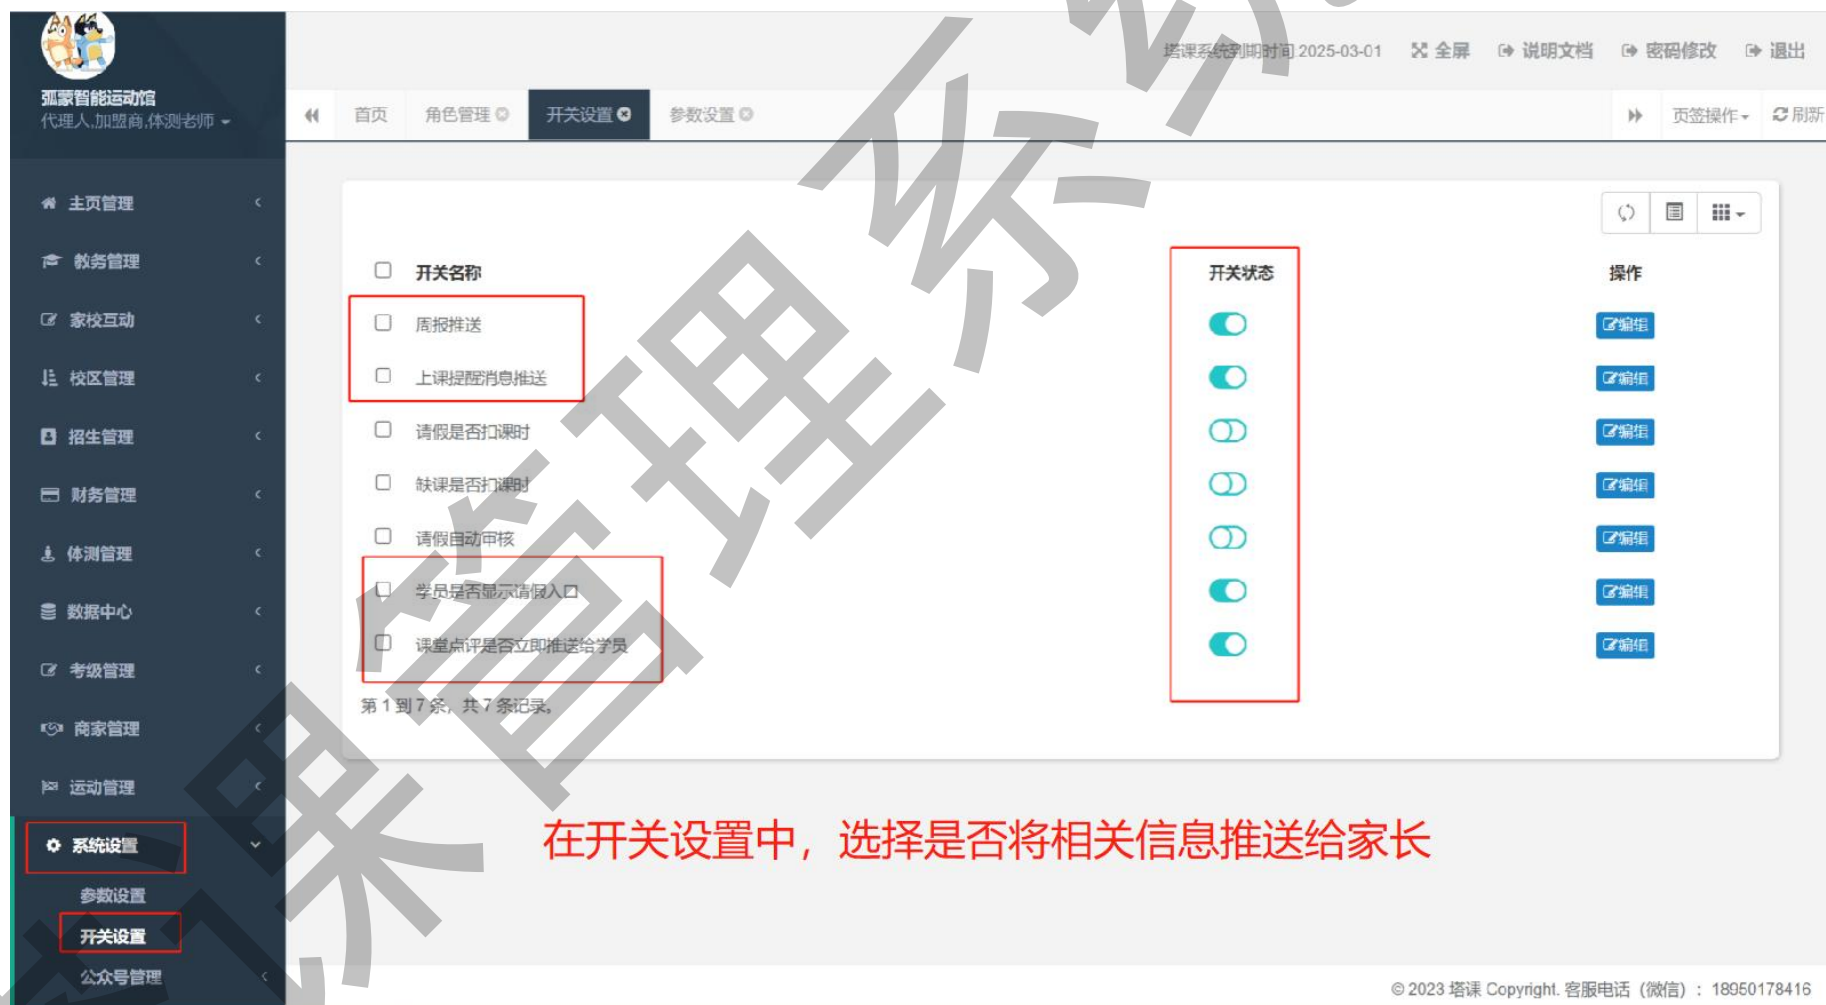 塔课系统到期时间 2025-03-01 全屏 说明文档 密码修改 退出
弧蒙智能运动馆
代理人,加盟商,体测老师
首页 角色管理 开关设置 参数设置 页签操作 刷新
主页管理
教务管理
家校互动
校区管理
招生管理
财务管理
体测管理
数据中心
考级管理
商家管理
运动管理
系统设置
参数设置
开关设置
公众号管理
开关名称 开关状态 操作
周报推送 编辑
上课提醒消息推送 编辑
请假是否扣课时 编辑
缺课是否扣课时 编辑
请假自动审核 编辑
学员是否显示请假入口 编辑
课堂点评是否立即推送给学员 编辑
第 1 到 7 条，共 7 条记录。
在开关设置中，选择是否将相关信息推送给家长
© 2023 塔课 Copyright. 客服电话（微信）: 18950178416
塔课管理系统